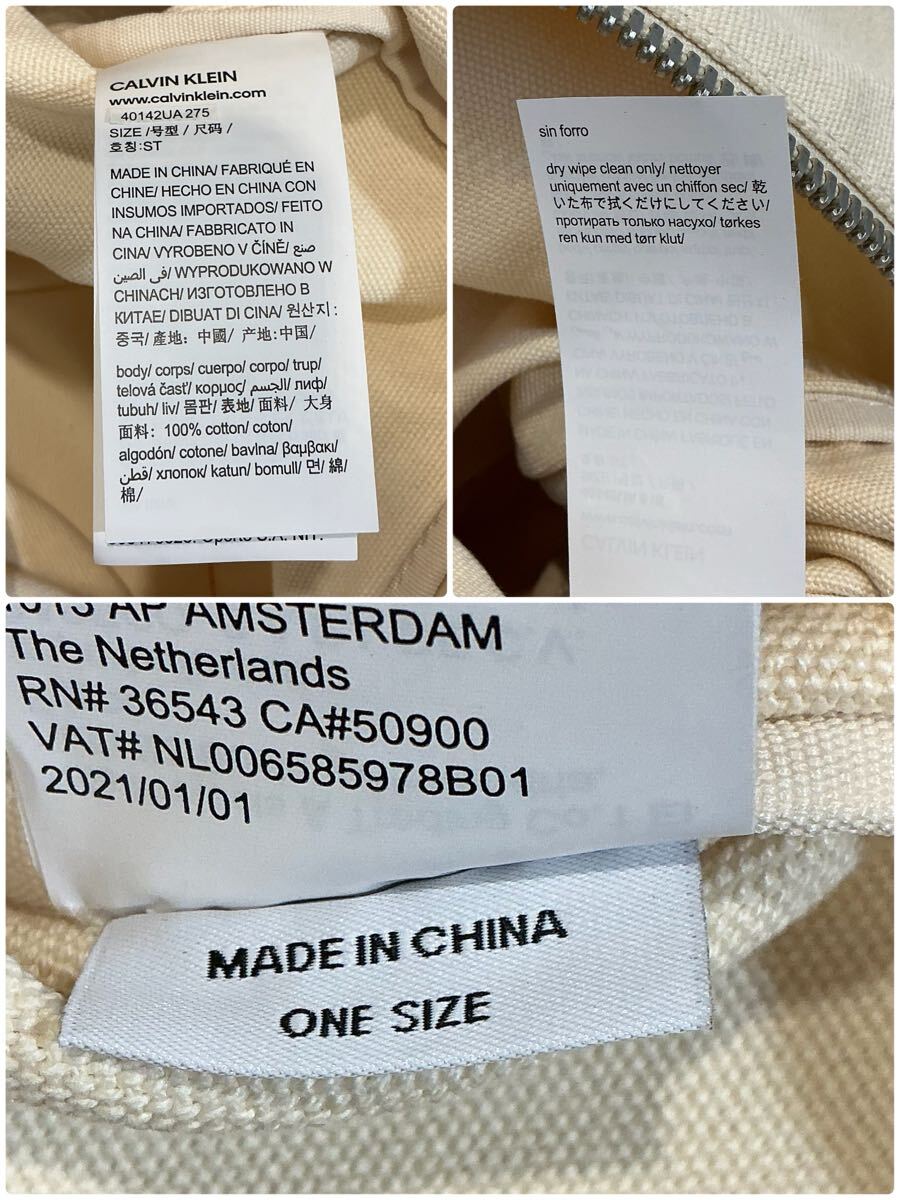 CALVIN KLEIN
www.calvinklein.com
40142UA 275
SIZE /号型 / 尺码 /
호칭:ST
MADE IN CHINA/ FABRIQUÉ EN
CHINE/ HECHO EN CHINA CON
INSUMOS IMPORTADOS/ FEITO
NA CHINA/ FABBRICATO IN
CINA/ VYROBENO V ČÍNĚ/ صنع
في الصين/ WYPRODUKOWANO W
CHINACH/ ИЗГОТОВЛЕНО В
КИТАЕ/ DIBUAT DI CINA/ 원산지 :
중국/ 產地：中國/ 产地:中国/
body/ corps/ cuerpo/ corpo/ trup/
telová časť/ κορμος/ الجسم/ лиф/
tubuh/ liv/ 몸판/ 表地/ 面料/ 大身
面料：100% cotton/ coton/
algodón/ cotone/ bavlna/ βαμβακι/
قطن/ хлопок/ katun/ bomull/ 면/ 綿/
棉/
sin forro
dry wipe clean only/ nettoyer
uniquement avec un chiffon sec/ 乾
いた布で拭くだけにしてください/
протирать только насухо/ tørkes
ren kun med tørr klut/
AP AMSTERDAM
The Netherlands
RN# 36543 CA#50900
VAT# NL006585978B01
2021/01/01
MADE IN CHINA
ONE SIZE